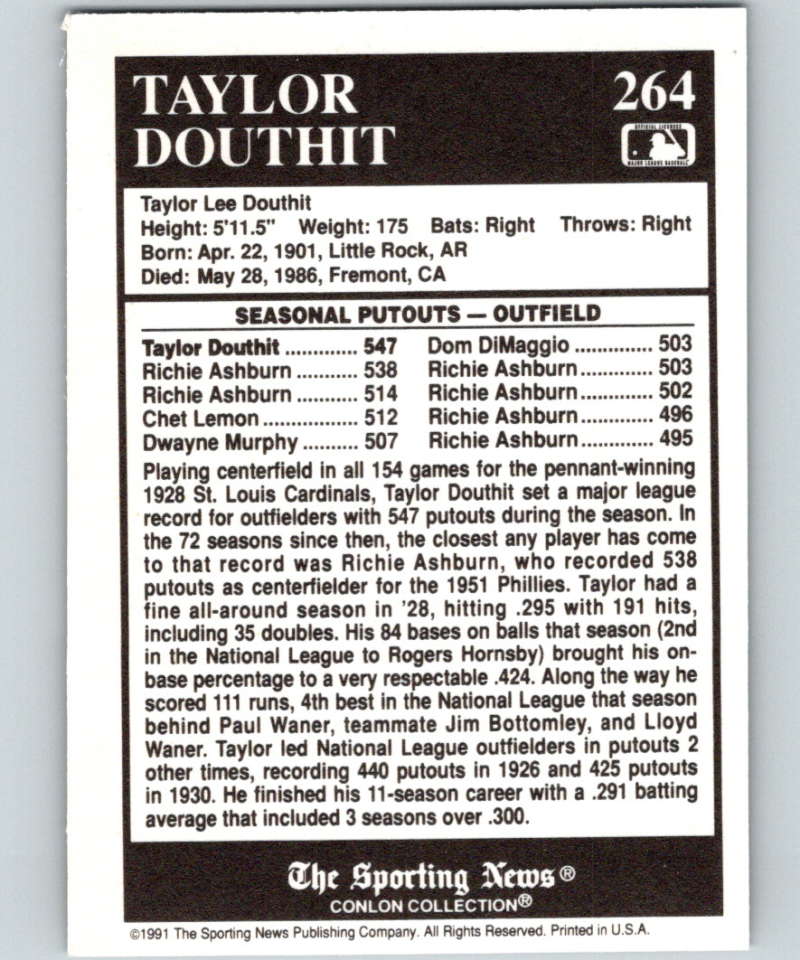 TAYLOR
DOUTHIT
264
OFFICIAL LICENSEE
MAJOR LEAGUE BASEBALL
Taylor Lee Douthit
Height: 5'11.5" Weight: 175 Bats: Right Throws: Right
Born: Apr. 22, 1901, Little Rock, AR
Died: May 28, 1986, Fremont, CA
SEASONAL PUTOUTS — OUTFIELD
Taylor Douthit ............. 547
Richie Ashburn ........... 538
Richie Ashburn ........... 514
Chet Lemon ................. 512
Dwayne Murphy .......... 507
Dom DiMaggio .............. 503
Richie Ashburn ............. 503
Richie Ashburn ............. 502
Richie Ashburn ............. 496
Richie Ashburn ............. 495
Playing centerfield in all 154 games for the pennant-winning
1928 St. Louis Cardinals, Taylor Douthit set a major league
record for outfielders with 547 putouts during the season. In
the 72 seasons since then, the closest any player has come
to that record was Richie Ashburn, who recorded 538
putouts as centerfielder for the 1951 Phillies. Taylor had a
fine all-around season in '28, hitting .295 with 191 hits,
including 35 doubles. His 84 bases on balls that season (2nd
in the National League to Rogers Hornsby) brought his on-
base percentage to a very respectable .424. Along the way he
scored 111 runs, 4th best in the National League that season
behind Paul Waner, teammate Jim Bottomley, and Lloyd
Waner. Taylor led National League outfielders in putouts 2
other times, recording 440 putouts in 1926 and 425 putouts
in 1930. He finished his 11-season career with a .291 batting
average that included 3 seasons over .300.
The Sporting News®
CONLON COLLECTION®
©1991 The Sporting News Publishing Company. All Rights Reserved. Printed in U.S.A.